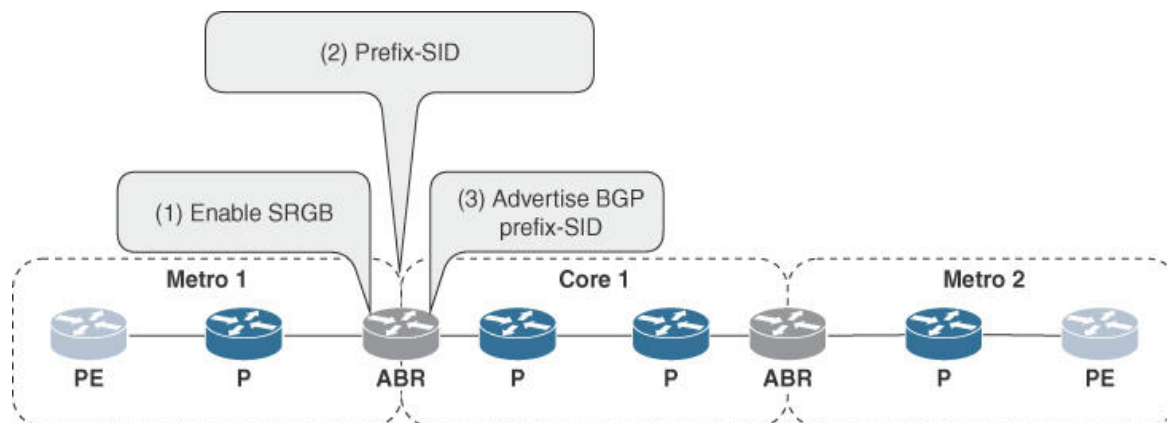 (2) Prefix-SID
(1) Enable SRGB
(3) Advertise BGP
prefix-SID
Metro 1
Core 1
Metro 2
PE
P
ABR
P
P
ABR
P
PE